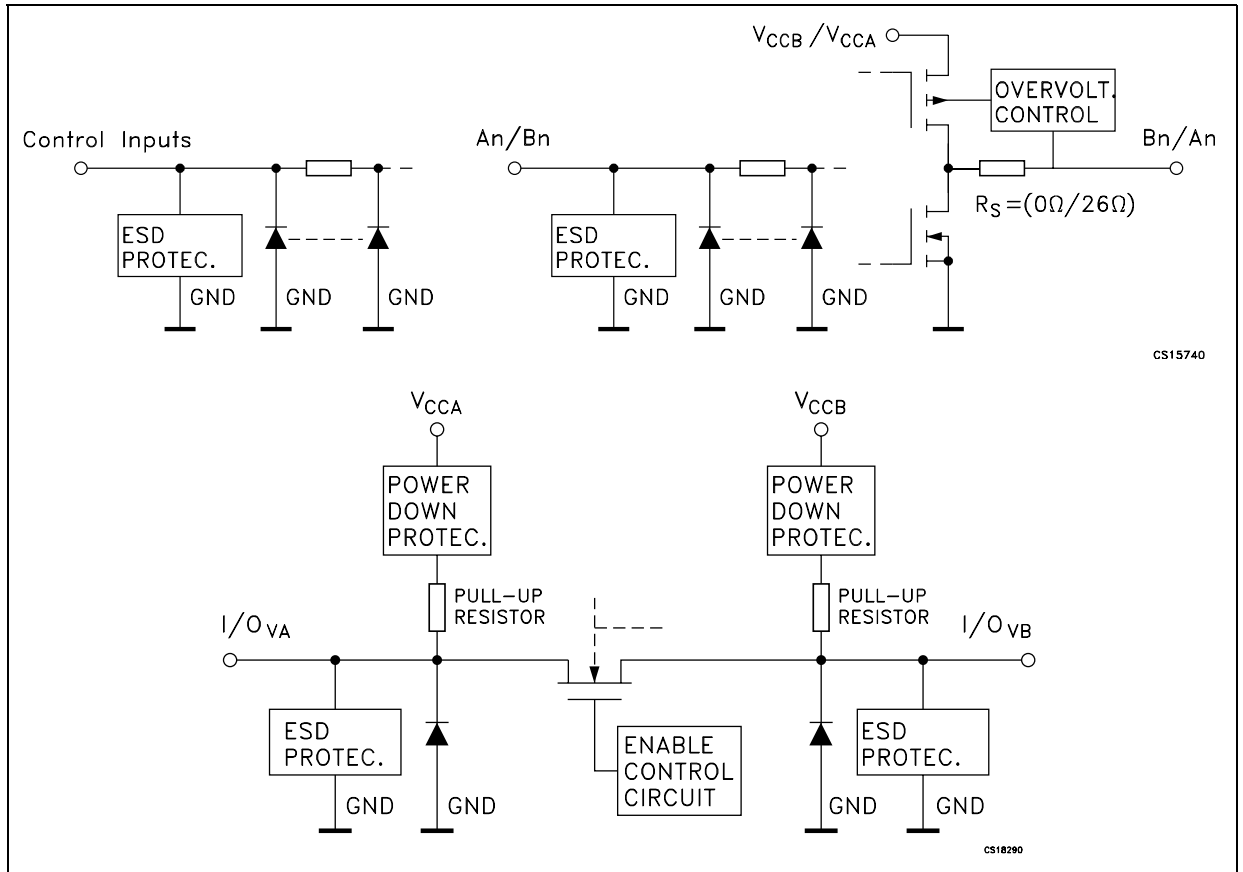 V_CCB /V_CCA
OVERVOLT.
CONTROL
Control Inputs
An/Bn
Bn/An
R_S=(0Ω/26Ω)
ESD
PROTEC.
GND
GND
GND
ESD
PROTEC.
GND
GND
GND
CS15740
V_CCA
V_CCB
POWER
DOWN
PROTEC.
POWER
DOWN
PROTEC.
PULL-UP
RESISTOR
PULL-UP
RESISTOR
I/O_VA
I/O_VB
ESD
PROTEC.
ENABLE
CONTROL
CIRCUIT
ESD
PROTEC.
GND
GND
GND
GND
CS18290